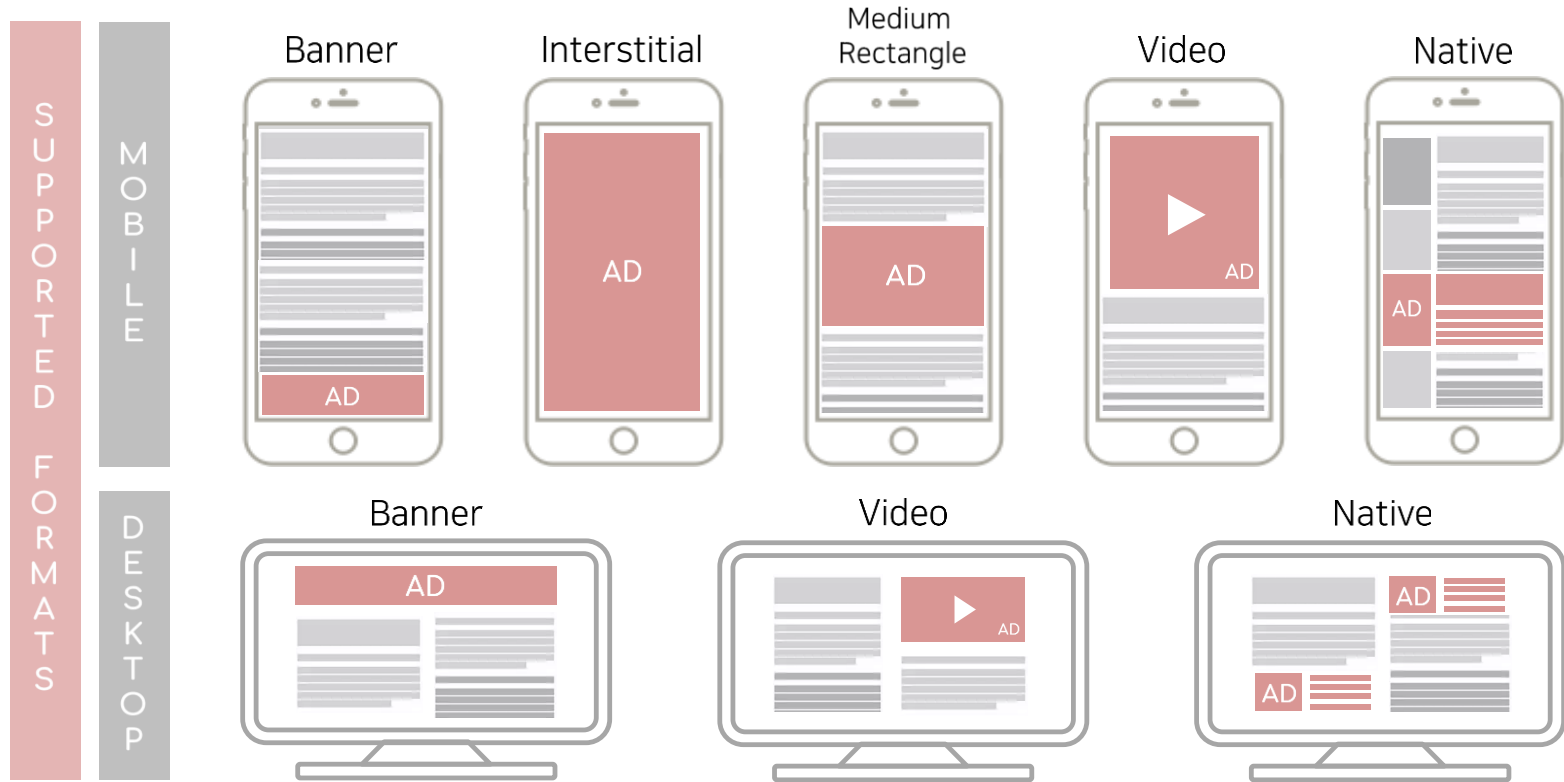 SUPPORTED FORMATS
MOBILE
Banner
Interstitial
Medium
Rectangle
Video
Native
AD
AD
AD
AD
AD
DESKTOP
Banner
Video
Native
AD
AD
AD
AD